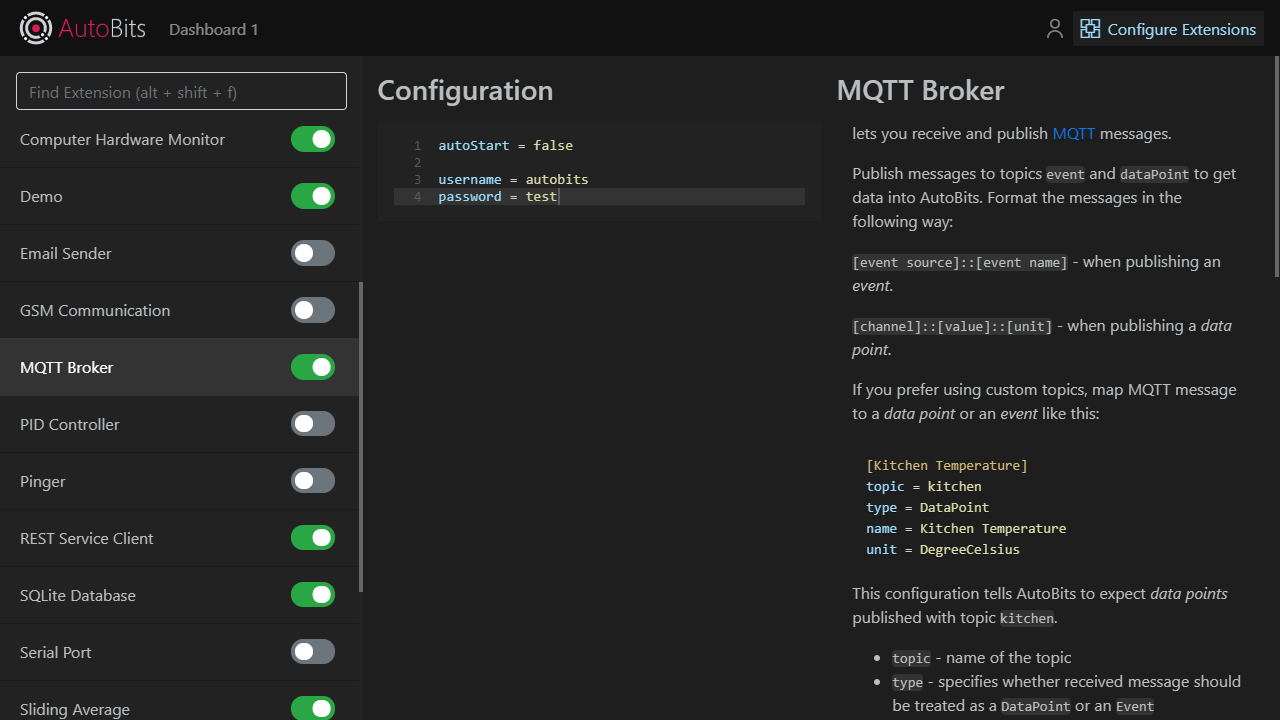 AutoBits
Dashboard 1
Configure Extensions
Find Extension (alt + shift + f)
Computer Hardware Monitor
Demo
Email Sender
GSM Communication
MQTT Broker
PID Controller
Pinger
REST Service Client
SQLite Database
Serial Port
Sliding Average
Configuration
1 autoStart = false
2
3 username = autobits
4 password = test
MQTT Broker
lets you receive and publish MQTT messages.
Publish messages to topics event and dataPoint to get
data into AutoBits. Format the messages in the
following way:
[event source]::[event name] - when publishing an
event.
[channel]::[value]::[unit] - when publishing a data
point.
If you prefer using custom topics, map MQTT message
to a data point or an event like this:
[Kitchen Temperature]
topic = kitchen
type = DataPoint
name = Kitchen Temperature
unit = DegreeCelsius
This configuration tells AutoBits to expect data points
published with topic kitchen.
• topic - name of the topic
• type - specifies whether received message should
be treated as a DataPoint or an Event